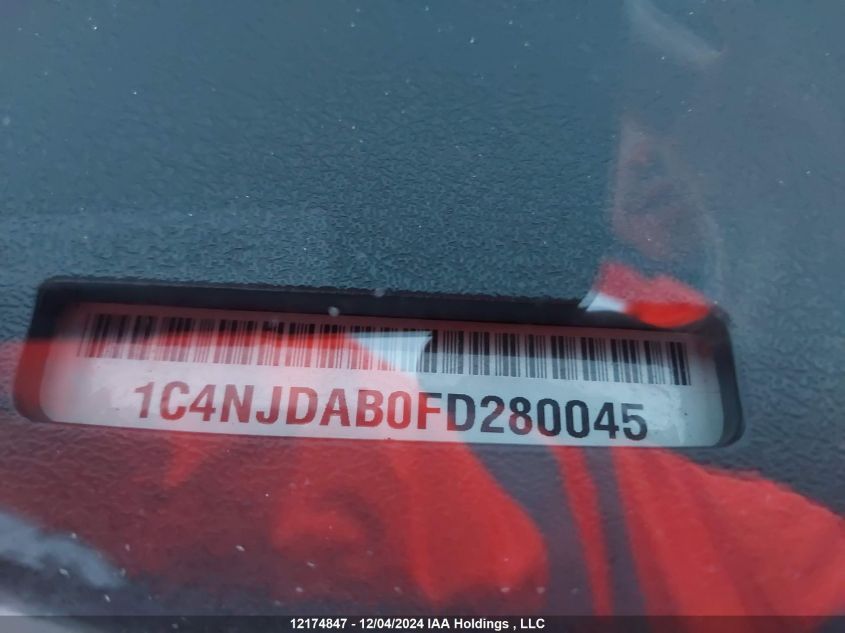 1C4NJDAB0FD280045
12174847 - 12/04/2024 IAA Holdings , LLC